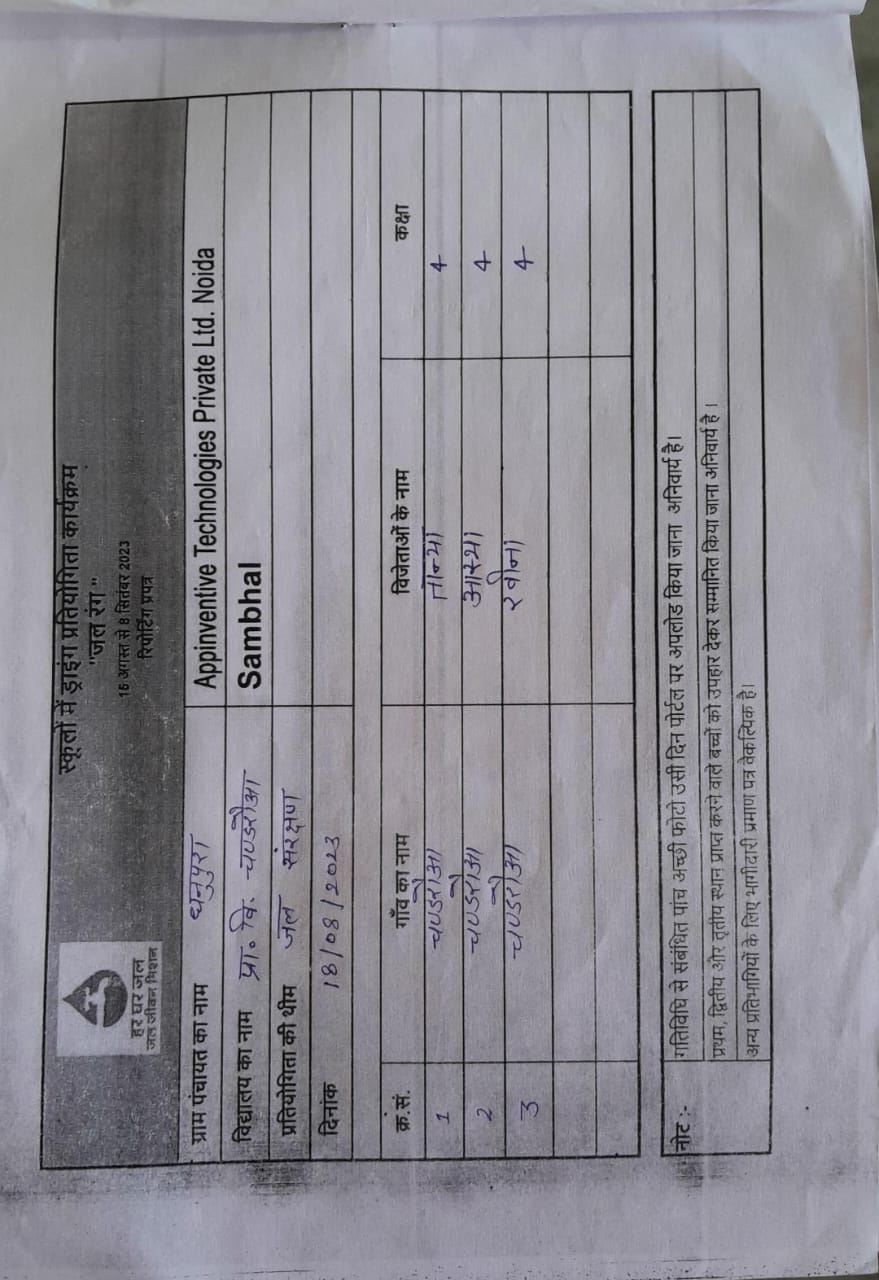 स्कूलों में ड्राइंग प्रतियोगिता कार्यक्रम
"जल रंग"
16 अगस्त से 8 सितंबर 2023
रिपोर्टिंग प्रपत्र
हर घर जल
जल जीवन मिशन
ग्राम पंचायत का नाम धनुपुरा Appinventive Technologies Private Ltd. Noida
विद्यालय का नाम प्रा० वि. चण्डरौआ Sambhal
प्रतियोगिता की थीम जल संरक्षण
दिनांक 18/08/2023
क्रं.सं. गाँव का नाम विजेताओं के नाम कक्षा
1 चण्डरौआ तान्या 4
2 चण्डरौआ आस्था 4
3 चण्डरौआ रवीना 4
नोट :- गतिविधि से संबंधित पांच अच्छी फोटो उसी दिन पोर्टल पर अपलोड किया जाना अनिवार्य है।
प्रथम, द्वितीय और तृतीय स्थान प्राप्त करने वाले बच्चों को उपहार देकर सम्मानित किया जाना अनिवार्य है ।
अन्य प्रतिभागियों के लिए भागीदारी प्रमाण पत्र वैकल्पिक है।